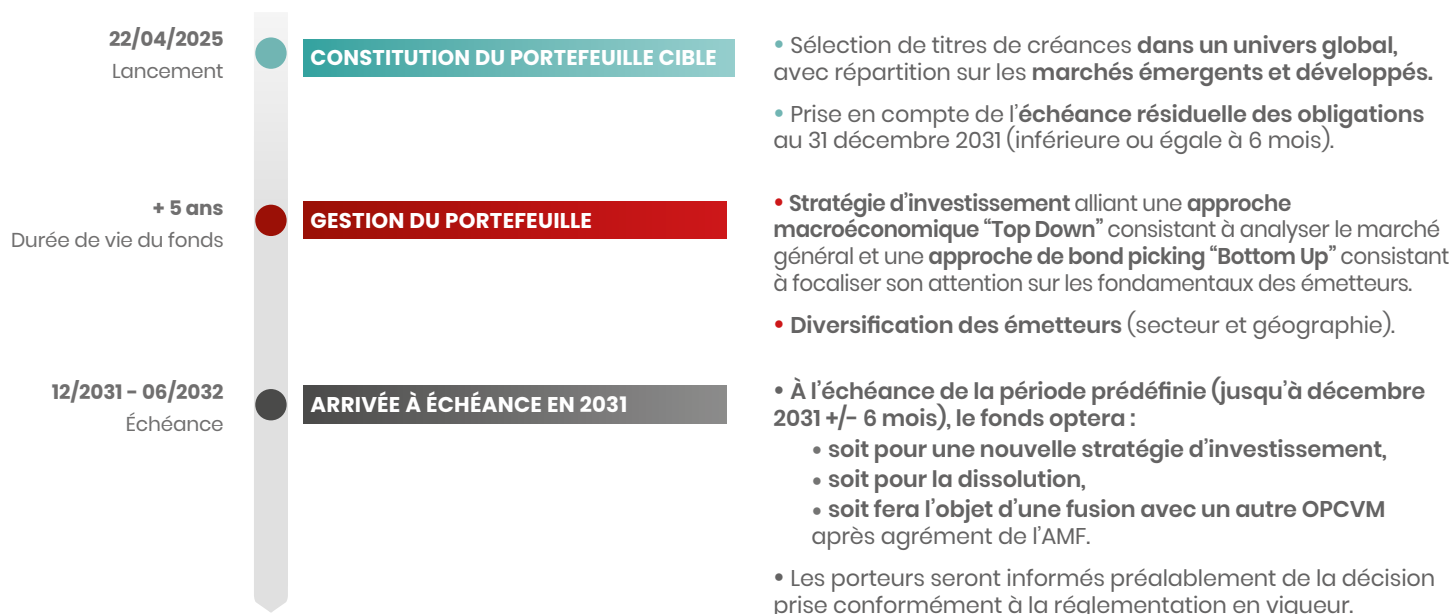 22/04/2025
Lancement
CONSTITUTION DU PORTEFEUILLE CIBLE
• Sélection de titres de créances dans un univers global,
avec répartition sur les marchés émergents et développés.
• Prise en compte de l'échéance résiduelle des obligations
au 31 décembre 2031 (inférieure ou égale à 6 mois).
+ 5 ans
Durée de vie du fonds
GESTION DU PORTEFEUILLE
• Stratégie d'investissement alliant une approche
macroéconomique “Top Down” consistant à analyser le marché
général et une approche de bond picking “Bottom Up” consistant
à focaliser son attention sur les fondamentaux des émetteurs.
• Diversification des émetteurs (secteur et géographie).
12/2031 - 06/2032
Échéance
ARRIVÉE À ÉCHÉANCE EN 2031
• À l'échéance de la période prédéfinie (jusqu'à décembre
2031 +/- 6 mois), le fonds optera :
• soit pour une nouvelle stratégie d'investissement,
• soit pour la dissolution,
• soit fera l'objet d'une fusion avec un autre OPCVM
après agrément de l'AMF.
• Les porteurs seront informés préalablement de la décision
prise conformément à la réglementation en vigueur.